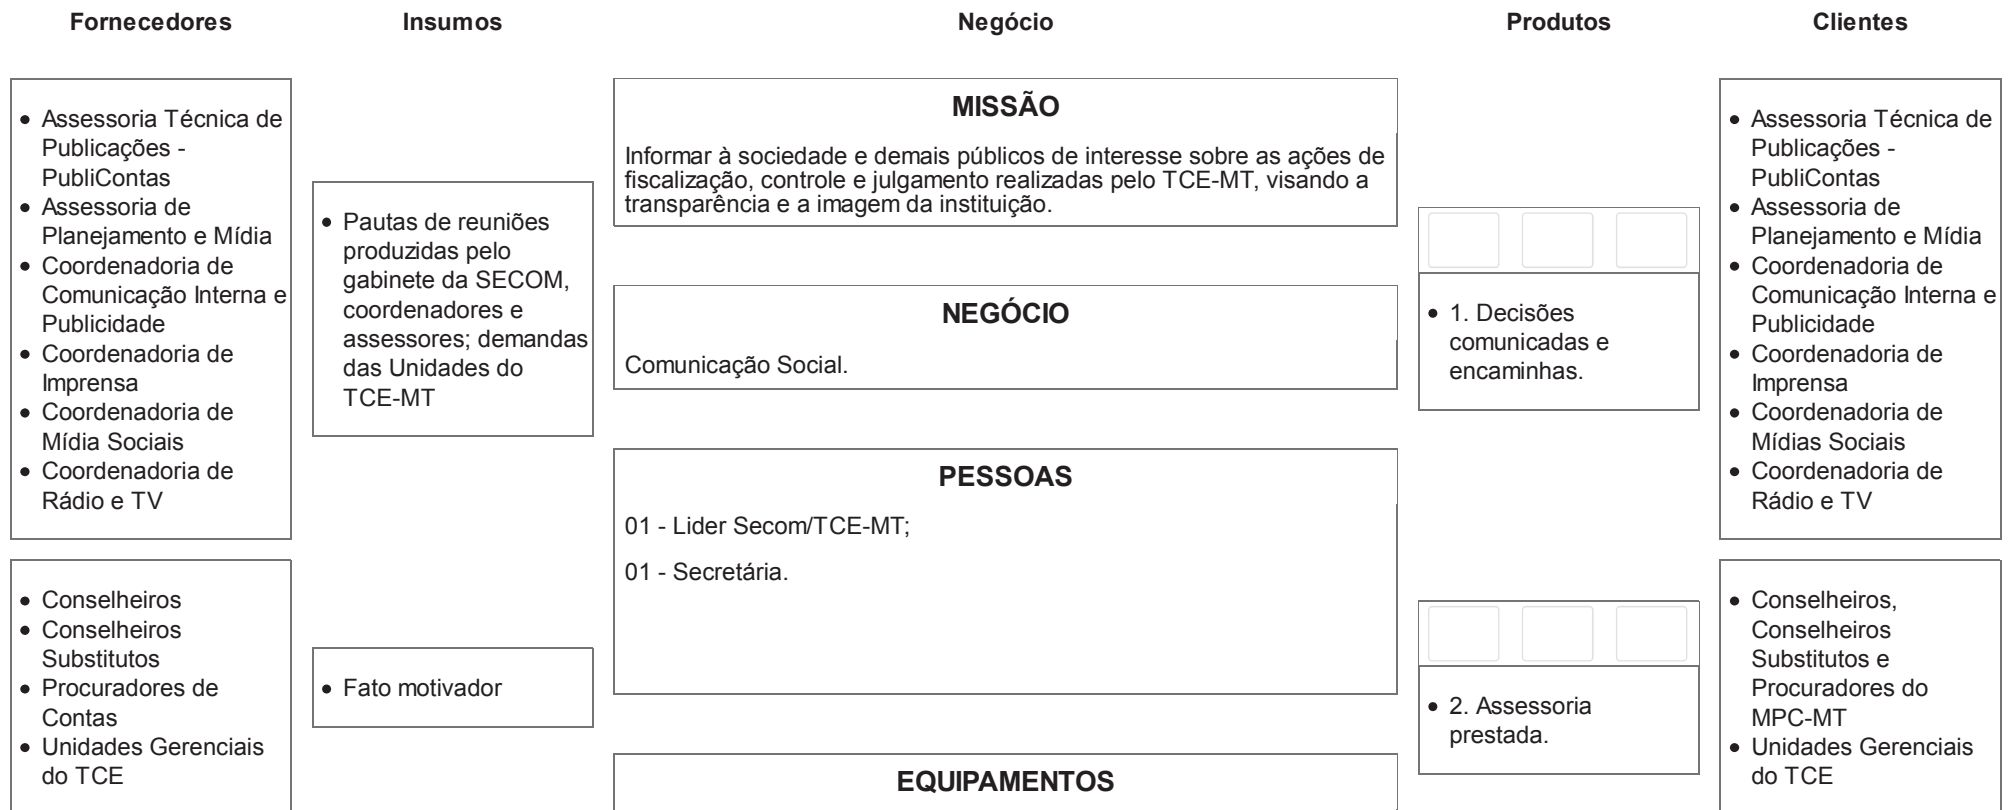 Fornecedores
Insumos
Negócio
Produtos
Clientes
• Assessoria Técnica de
Publicações -
PubliContas
• Assessoria de
Planejamento e Mídia
• Coordenadoria de
Comunicação Interna e
Publicidade
• Coordenadoria de
Imprensa
• Coordenadoria de
Mídia Sociais
• Coordenadoria de
Rádio e TV
• Pautas de reuniões
produzidas pelo
gabinete da SECOM,
coordenadores e
assessores; demandas
das Unidades do
TCE-MT
MISSÃO
Informar à sociedade e demais públicos de interesse sobre as ações de
fiscalização, controle e julgamento realizadas pelo TCE-MT, visando a
transparência e a imagem da instituição.
NEGÓCIO
Comunicação Social.
• 1. Decisões
comunicadas e
encaminhas.
• Assessoria Técnica de
Publicações -
PubliContas
• Assessoria de
Planejamento e Mídia
• Coordenadoria de
Comunicação Interna e
Publicidade
• Coordenadoria de
Imprensa
• Coordenadoria de
Mídias Sociais
• Coordenadoria de
Rádio e TV
• Conselheiros
• Conselheiros
Substitutos
• Procuradores de
Contas
• Unidades Gerenciais
do TCE
• Fato motivador
PESSOAS
01 - Lider Secom/TCE-MT;
01 - Secretária.
EQUIPAMENTOS
• 2. Assessoria
prestada.
• Conselheiros,
Conselheiros
Substitutos e
Procuradores do
MPC-MT
• Unidades Gerenciais
do TCE